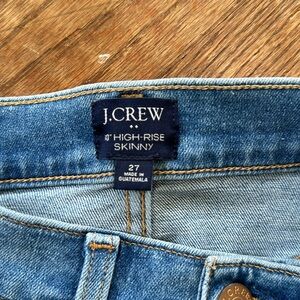 J.CREW
HIGH-RISE
SKINNY
27
MADE IN
GUATEMALA